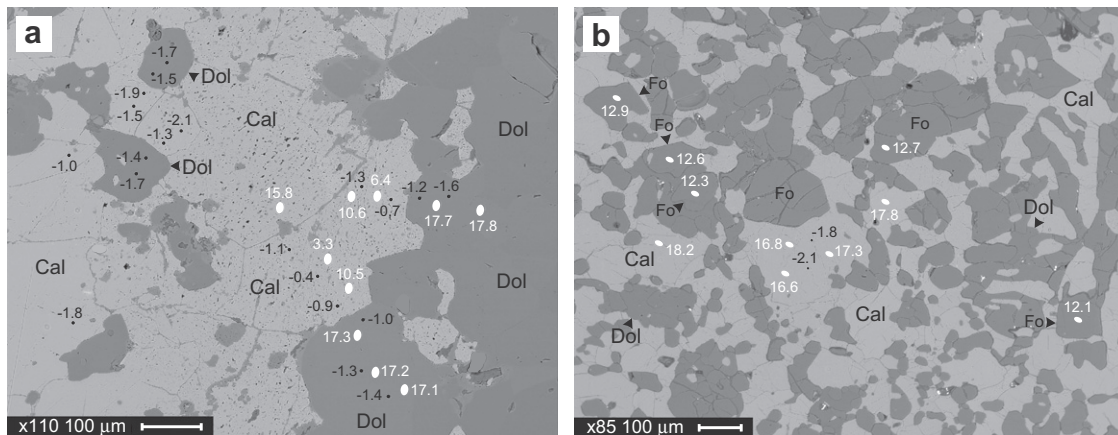 a
-1.7
-1.5
Dol
-1.9
-1.5
-2.1
-1.3
Cal
Dol
-1.0
-1.4
Dol
-1.7
-1.3
6.4
-1.2
-1.6
15.8
10.6
-0.7
17.7
17.8
-1.1
3.3
Cal
-0.4
10.5
Dol
Cal
-0.9
-1.8
-1.0
17.3
-1.3
17.2
-1.4
17.1
Dol
x110 100 μm
b
Fo
12.9
Cal
Fo
Fo
12.6
12.7
12.3
Fo
Fo
17.8
Dol
16.8
-1.8
Cal
18.2
17.3
-2.1
16.6
Cal
12.1
Fo
Dol
x85 100 μm